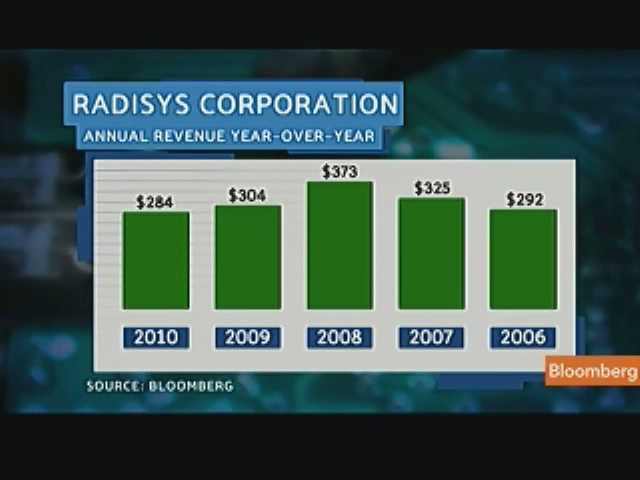 RADISYS CORPORATION
ANNUAL REVENUE YEAR-OVER-YEAR
$284 $304 $373 $325 $292
2010 2009 2008 2007 2006
SOURCE: BLOOMBERG
Bloomberg